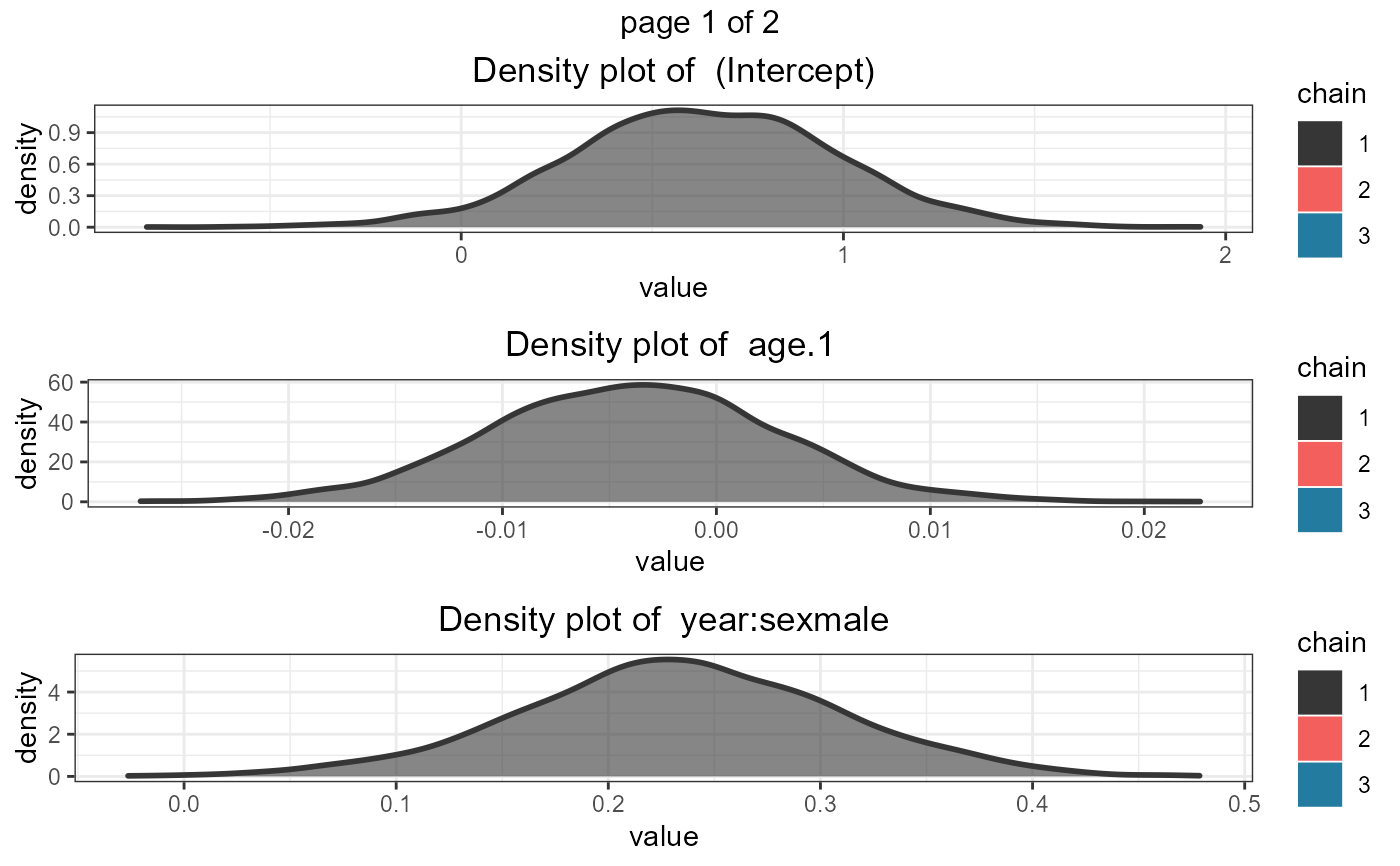 page 1 of 2
Density plot of  (Intercept)
density
0.9
0.6
0.3
0.0
0 1 2
value
chain
1
2
3
Density plot of  age.1
density
60
40
20
0
-0.02 -0.01 0.00 0.01 0.02
value
chain
1
2
3
Density plot of  year:sexmale
density
4
2
0
0.0 0.1 0.2 0.3 0.4 0.5
value
chain
1
2
3